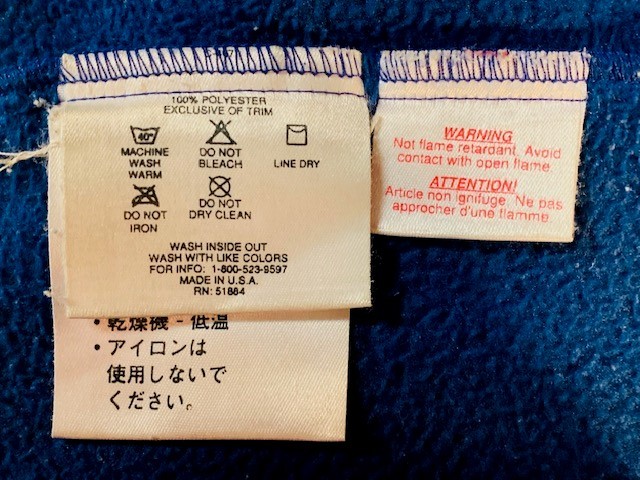 100% POLYESTER
EXCLUSIVE OF TRIM
40°
MACHINE
WASH
WARM
DO NOT
BLEACH
LINE DRY
DO NOT
IRON
DO NOT
DRY CLEAN
WASH INSIDE OUT
WASH WITH LIKE COLORS
FOR INFO: 1-800-523-9597
MADE IN U.S.A.
RN: 51884
・乾燥機 - 低温
・アイロンは
使用しないで
ください。
WARNING
Not flame retardant. Avoid
contact with open flame
ATTENTION!
Article non ignifuge. Ne pas
approcher d'une flamme